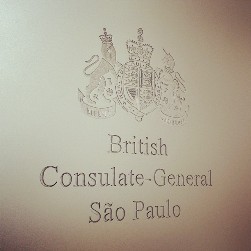 British
Consulate-General
São Paulo